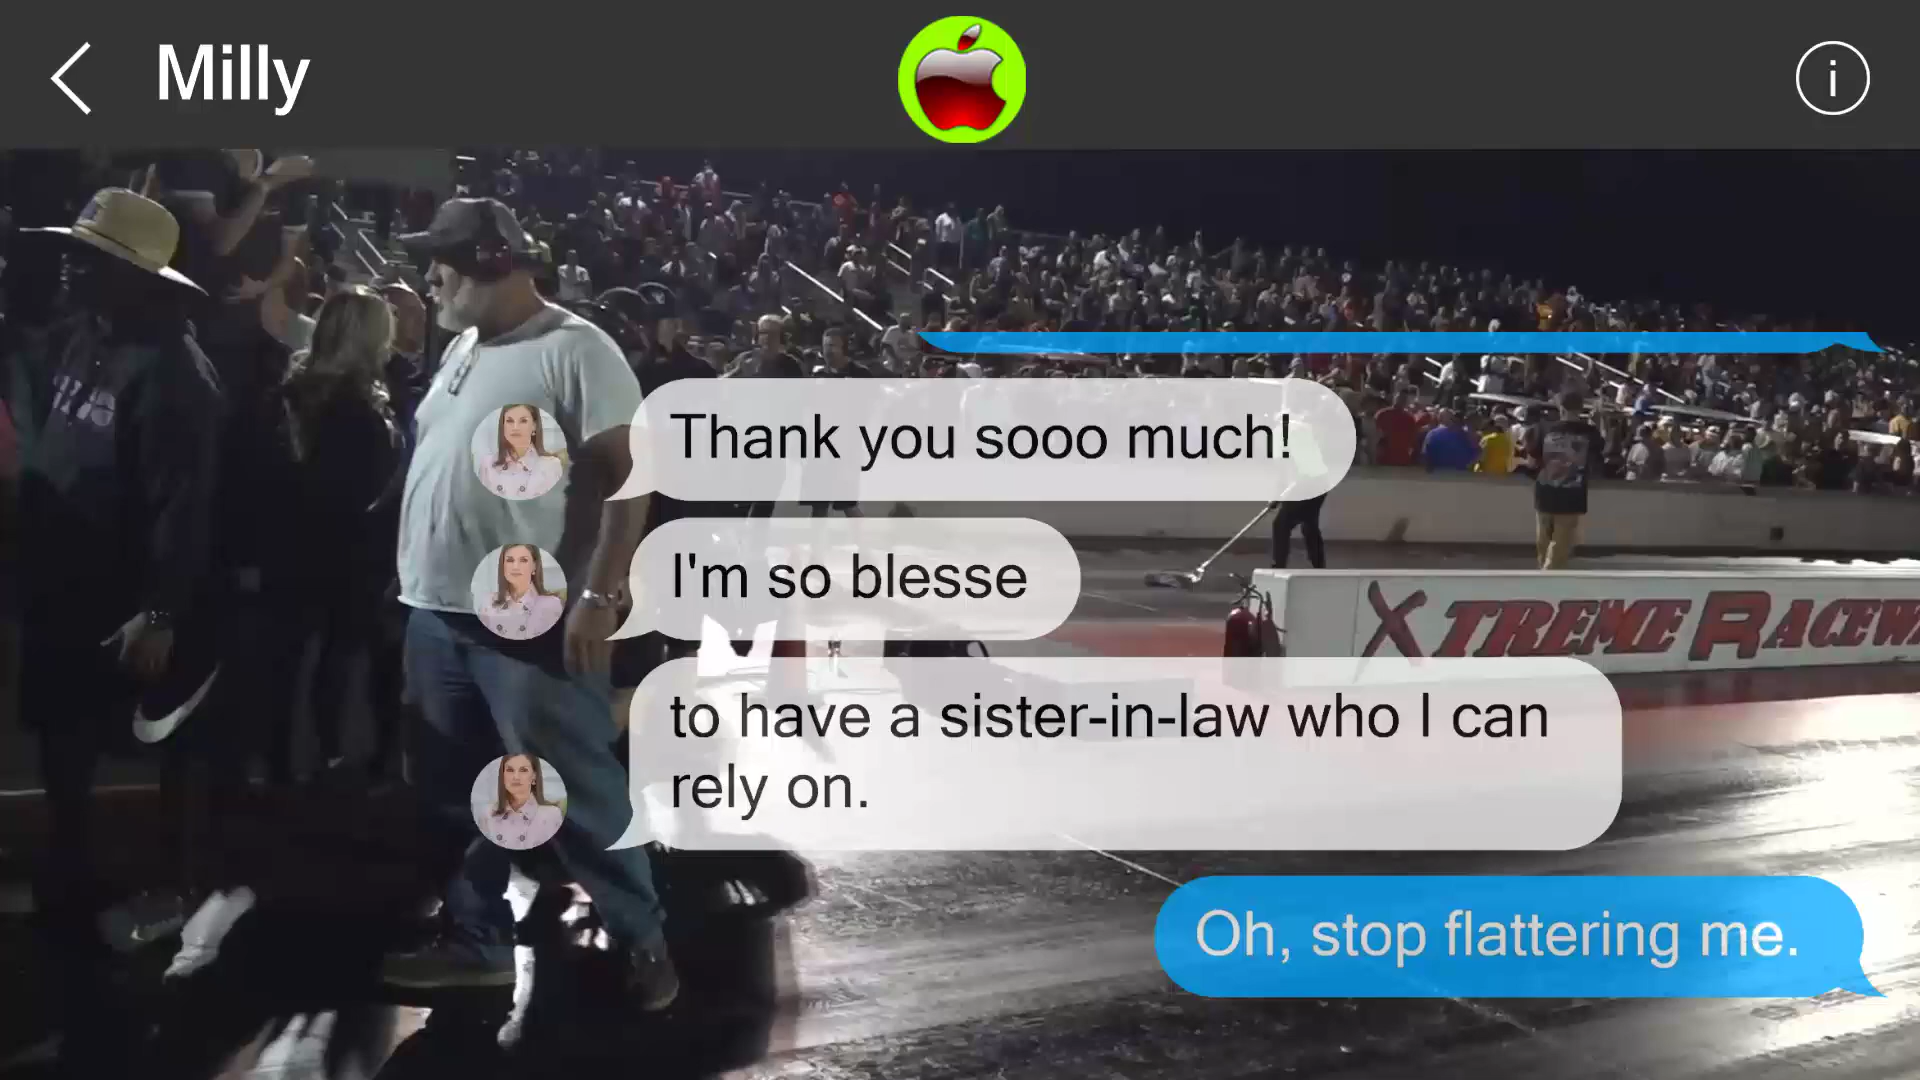 Milly
i
Thank you sooo much!
I'm so blesse
to have a sister-in-law who I can
rely on.
Oh, stop flattering me.
XTREME RACEW